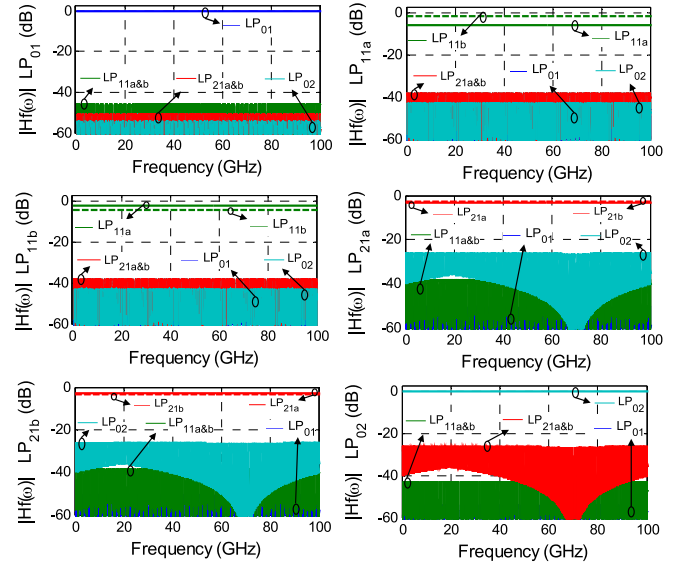 |Hf(ω)| LP01 (dB)
0
-20
-40
-60
0 20 40 60 80 100
Frequency (GHz)
LP01
LP11a&b LP21a&b LP02
|Hf(ω)| LP11a (dB)
0
-20
-40
-60
0 20 40 60 80 100
Frequency (GHz)
LP11b LP11a
LP21a&b LP01 LP02
|Hf(ω)| LP11b (dB)
0
-20
-40
-60
0 20 40 60 80 100
Frequency (GHz)
LP11a LP11b
LP21a&b LP01 LP02
|Hf(ω)| LP21a (dB)
0
-20
-40
-60
0 20 40 60 80 100
Frequency (GHz)
LP21a LP21b
LP11a&b LP01 LP02
|Hf(ω)| LP21b (dB)
0
-20
-40
-60
0 20 40 60 80 100
Frequency (GHz)
LP21b LP21a
LP02 LP11a&b LP01
|Hf(ω)| LP02 (dB)
0
-20
-40
-60
0 20 40 60 80 100
Frequency (GHz)
LP02
LP11a&b LP21a&b LP01